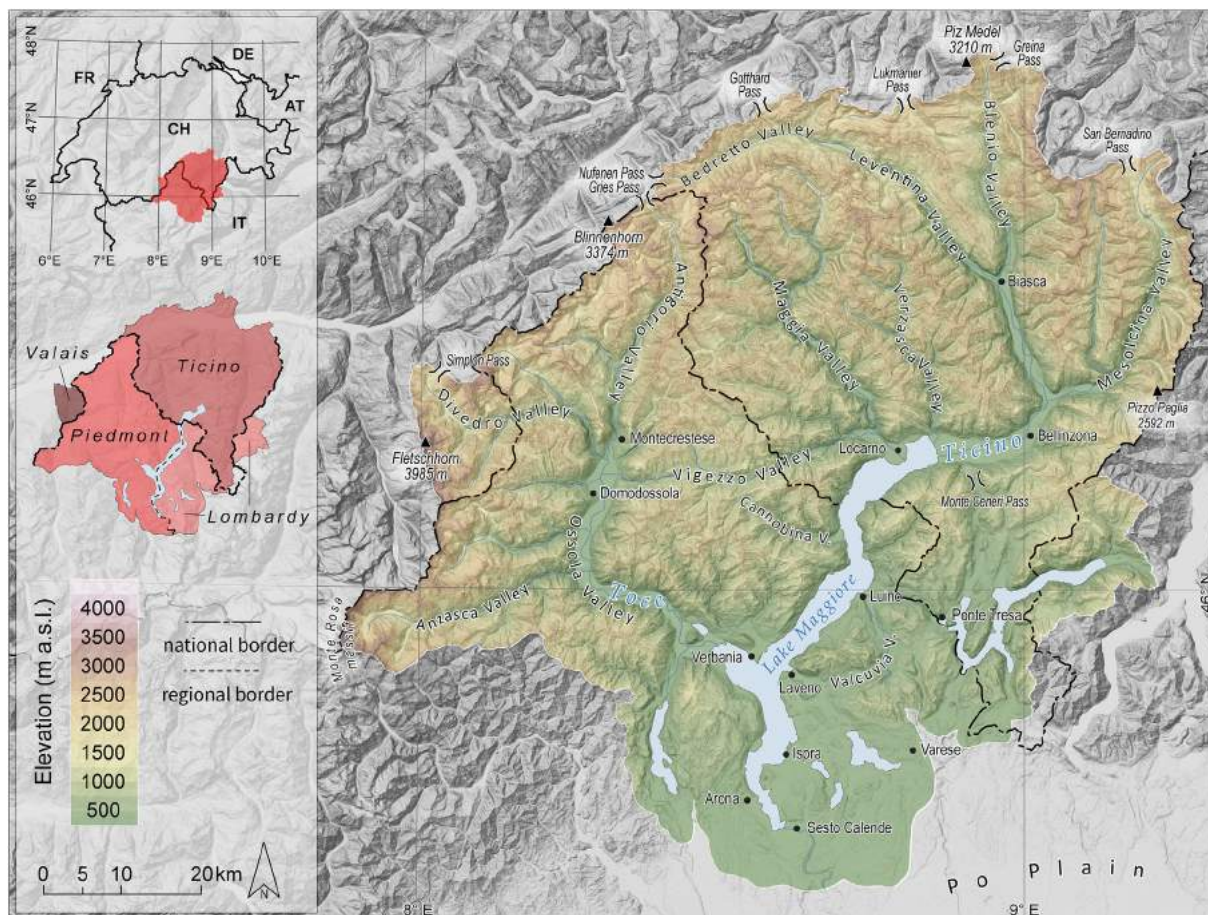 48°N
47°N
46°N
DE
FR
AT
CH
IT
6°E
7°E
8°E
9°E
10°E
Valais
Ticino
Piedmont
Lombardy
Elevation (m a.s.l.)
4000
3500
3000
2500
2000
1500
1000
500
national border
regional border
0
5
10
20km
N
Piz Medel
3210 m
Greina
Pass
Gotthard
Pass
Lukmanier
Pass
San Bernadino
Pass
Nufenen Pass
Gries Pass
Bedretto Valley
Leventina Valley
Blenio Valley
Blinnenhorn
3374 m
Antigorio Valley
Maggia Valley
Verzasca Valley
Biasca
Mesolcina Valley
Simplon Pass
Divedro Valley
Pizzo Paglia
2592 m
Fletschhorn
3985 m
Montecrestese
Locarno
Ticino
Bellinzona
Vigezzo Valley
Monte Ceneri Pass
Domodossola
Cannobina V.
Ossola Valley
Toce
Anzasca Valley
Monte Rosa
massif
Lake Maggiore
Luino
Ponte Tresa
46°N
Verbania
Laveno
Valcuvia V.
Ispra
Varese
Arona
Sesto Calende
Po Plain
8°E
9°E